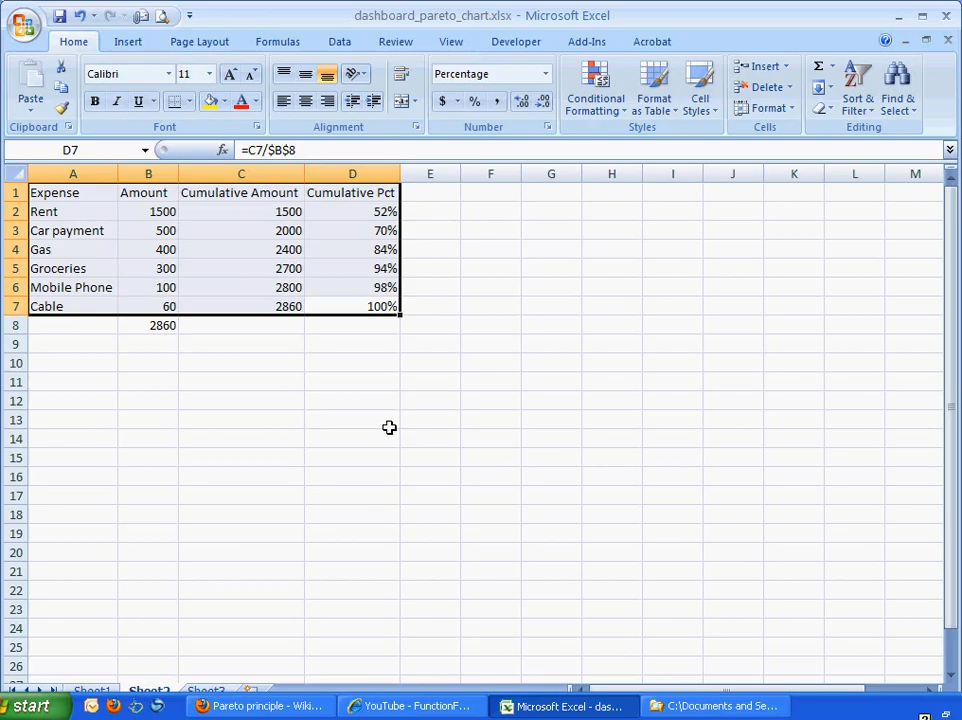 dashboard_pareto_chart.xlsx - Microsoft Excel
Home Insert Page Layout Formulas Data Review View Developer Add-Ins Acrobat
Paste
Calibri 11
B I U
Percentage
$ % ,
Conditional Formatting
Format as Table
Cell Styles
Insert
Delete
Format
Sort & Filter
Find & Select
Clipboard Font Alignment Number Styles Cells Editing
D7 fx =C7/$B$8
A B C D E F G H I J K L M
1 Expense Amount Cumulative Amount Cumulative Pct
2 Rent 1500 1500 52%
3 Car payment 500 2000 70%
4 Gas 400 2400 84%
5 Groceries 300 2700 94%
6 Mobile Phone 100 2800 98%
7 Cable 60 2860 100%
8 2860
9
10
11
12
13
14
15
16
17
18
19
20
21
22
23
24
25
26
27
Sheet1 Sheet2 Sheet3
start Pareto principle - Wiki... YouTube - FunctionF... Microsoft Excel - das... C:\Documents and Se...